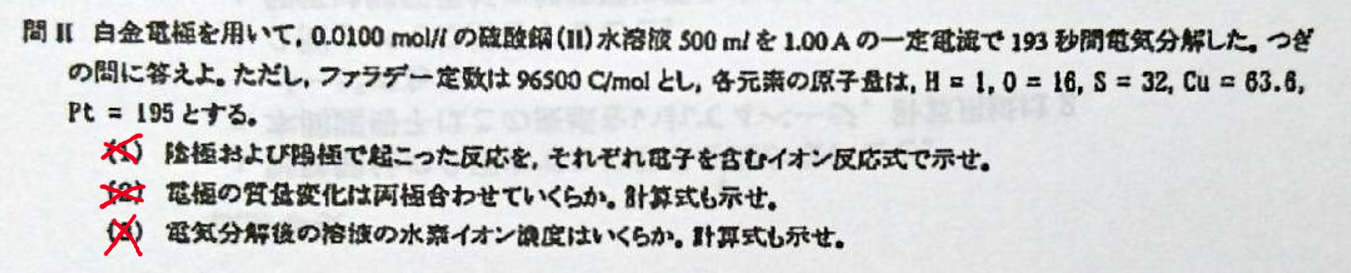 問 II 白金電極を用いて, 0.0100 mol/l の硫酸銅(II)水溶液 500 ml を 1.00 A の一定電流で 193 秒間電気分解した。つぎ
の問に答えよ。ただし, ファラデー定数は 96500 C/mol とし, 各元素の原子量は, H = 1, O = 16, S = 32, Cu = 63.6,
Pt = 195 とする。
(1) 陰極および陽極で起こった反応を, それぞれ電子を含むイオン反応式で示せ。
(2) 電極の質量変化は両極合わせていくらか。計算式も示せ。
(3) 電気分解後の溶液の水素イオン濃度はいくらか。計算式も示せ。